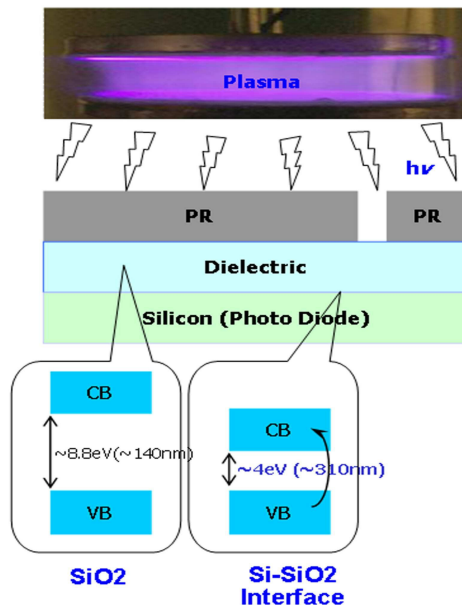 Plasma
hν
PR
PR
Dielectric
Silicon (Photo Diode)
CB
~8.8eV(~140nm)
VB
SiO2
CB
~4eV (~310nm)
VB
Si-SiO2
Interface